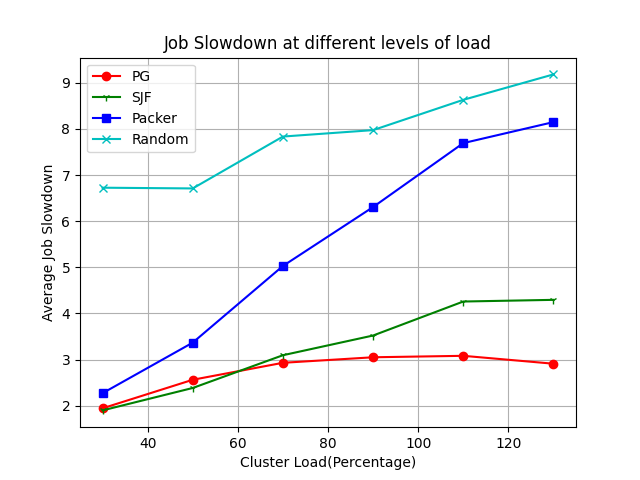 Job Slowdown at different levels of load
PG
SJF
Packer
Random
Average Job Slowdown
9
8
7
6
5
4
3
2
40
60
80
100
120
Cluster Load(Percentage)